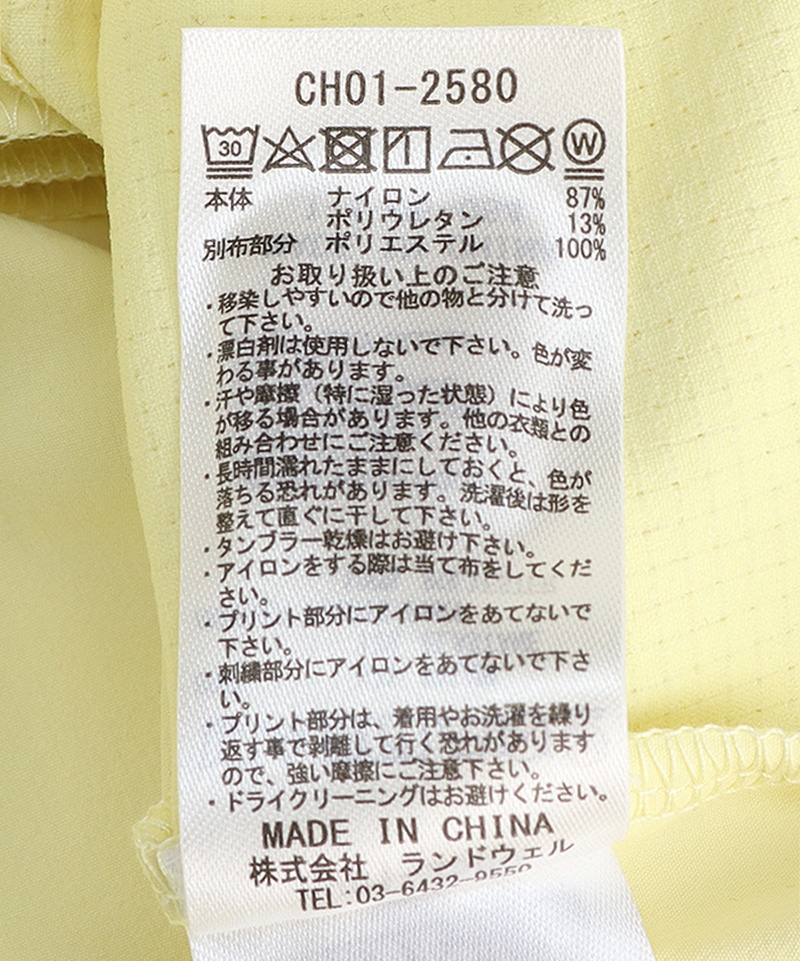 CH01-2580
30 W
本体 ナイロン 87%
ポリウレタン 13%
別布部分 ポリエステル 100%
お取り扱い上のご注意
・移染しやすいので他の物と分けて洗っ
て下さい。
・漂白剤は使用しないで下さい。色が変
わる事があります。
・汗や摩擦（特に湿った状態）により色
が移る場合があります。他の衣類との
組み合わせにご注意ください。
・長時間濡れたままにしておくと、色が
落ちる恐れがあります。洗濯後は形を
整えて直ぐに干して下さい。
・タンブラー乾燥はお避け下さい。
・アイロンをする際は当て布をしてくだ
さい。
・プリント部分にアイロンをあてないで
下さい。
・刺繍部分にアイロンをあてないで下さ
い。
・プリント部分は、着用やお洗濯を繰り
返す事で剥離して行く恐れがあります
ので、強い摩擦にご注意下さい。
・ドライクリーニングはお避けください。
MADE IN CHINA
株式会社 ランドウェル
TEL:03-6432-9550